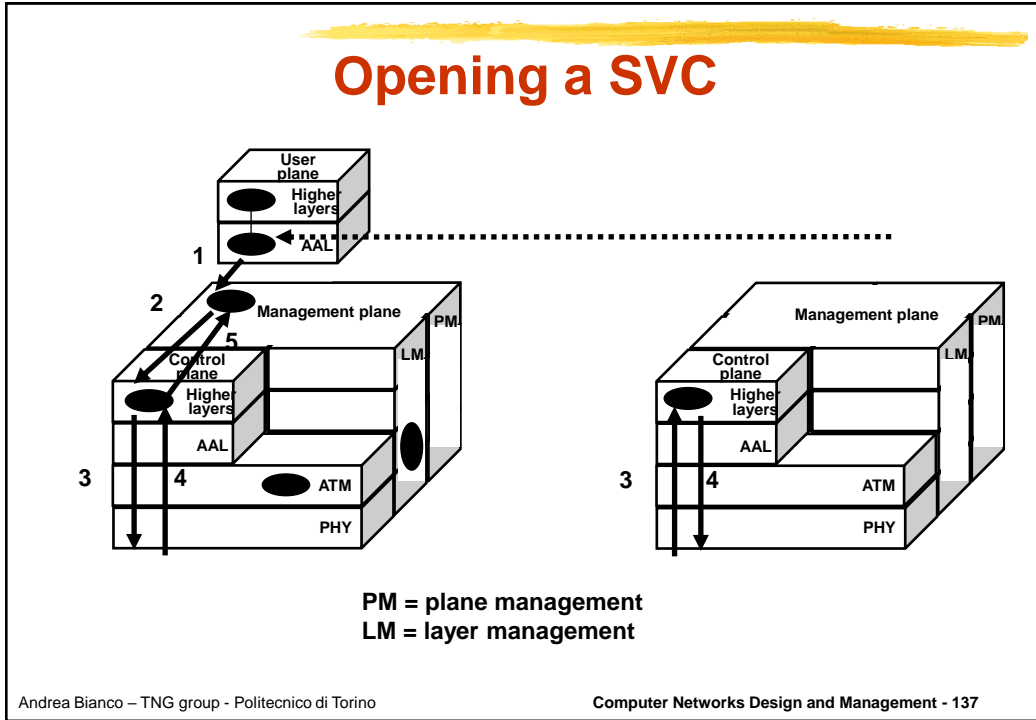 Opening a SVC
User
plane
Higher
layers
AAL
1
2
Management plane
PM
5
LM
Control
plane
Higher
layers
AAL
3
4
ATM
PHY
Management plane
PM
LM
Control
plane
Higher
layers
AAL
3
4
ATM
PHY
PM = plane management
LM = layer management
Andrea Bianco – TNG group - Politecnico di Torino
Computer Networks Design and Management - 137